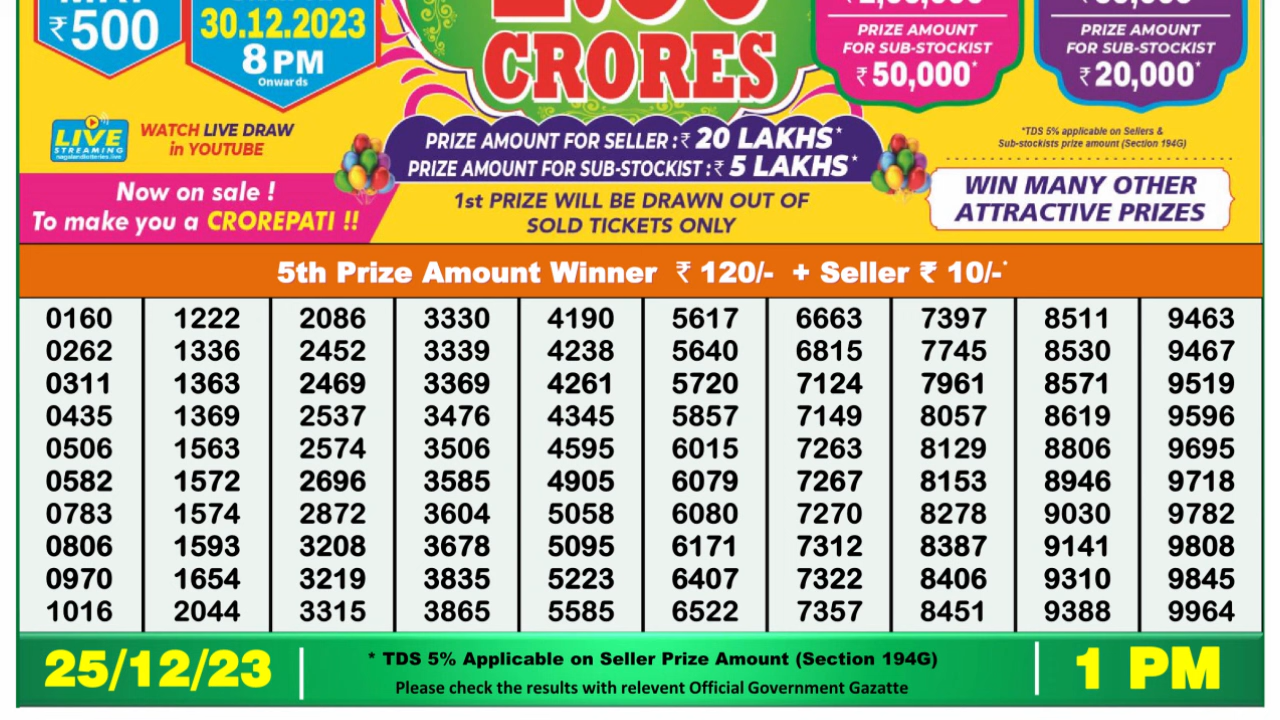 MRP
₹500
30.12.2023
8 PM
Onwards
CRORES
PRIZE AMOUNT
FOR SUB-STOCKIST
₹ 50,000*
PRIZE AMOUNT
FOR SUB-STOCKIST
₹ 20,000*
LIVE
STREAMING
nagalandlotteries.live
WATCH LIVE DRAW
in YOUTUBE
PRIZE AMOUNT FOR SELLER : ₹ 20 LAKHS*
PRIZE AMOUNT FOR SUB-STOCKIST : ₹ 5 LAKHS*
*TDS 5% applicable on Sellers &
Sub-stockists prize amount (Section 194G)
Now on sale !
To make you a CROREPATI !!
1st PRIZE WILL BE DRAWN OUT OF
SOLD TICKETS ONLY
WIN MANY OTHER
ATTRACTIVE PRIZES
5th Prize Amount Winner ₹ 120/- + Seller ₹ 10/-*
0160 1222 2086 3330 4190 5617 6663 7397 8511 9463
0262 1336 2452 3339 4238 5640 6815 7745 8530 9467
0311 1363 2469 3369 4261 5720 7124 7961 8571 9519
0435 1369 2537 3476 4345 5857 7149 8057 8619 9596
0506 1563 2574 3506 4595 6015 7263 8129 8806 9695
0582 1572 2696 3585 4905 6079 7267 8153 8946 9718
0783 1574 2872 3604 5058 6080 7270 8278 9030 9782
0806 1593 3208 3678 5095 6171 7312 8387 9141 9808
0970 1654 3219 3835 5223 6407 7322 8406 9310 9845
1016 2044 3315 3865 5585 6522 7357 8451 9388 9964
25/12/23
* TDS 5% Applicable on Seller Prize Amount (Section 194G)
Please check the results with relevent Official Government Gazatte
1 PM